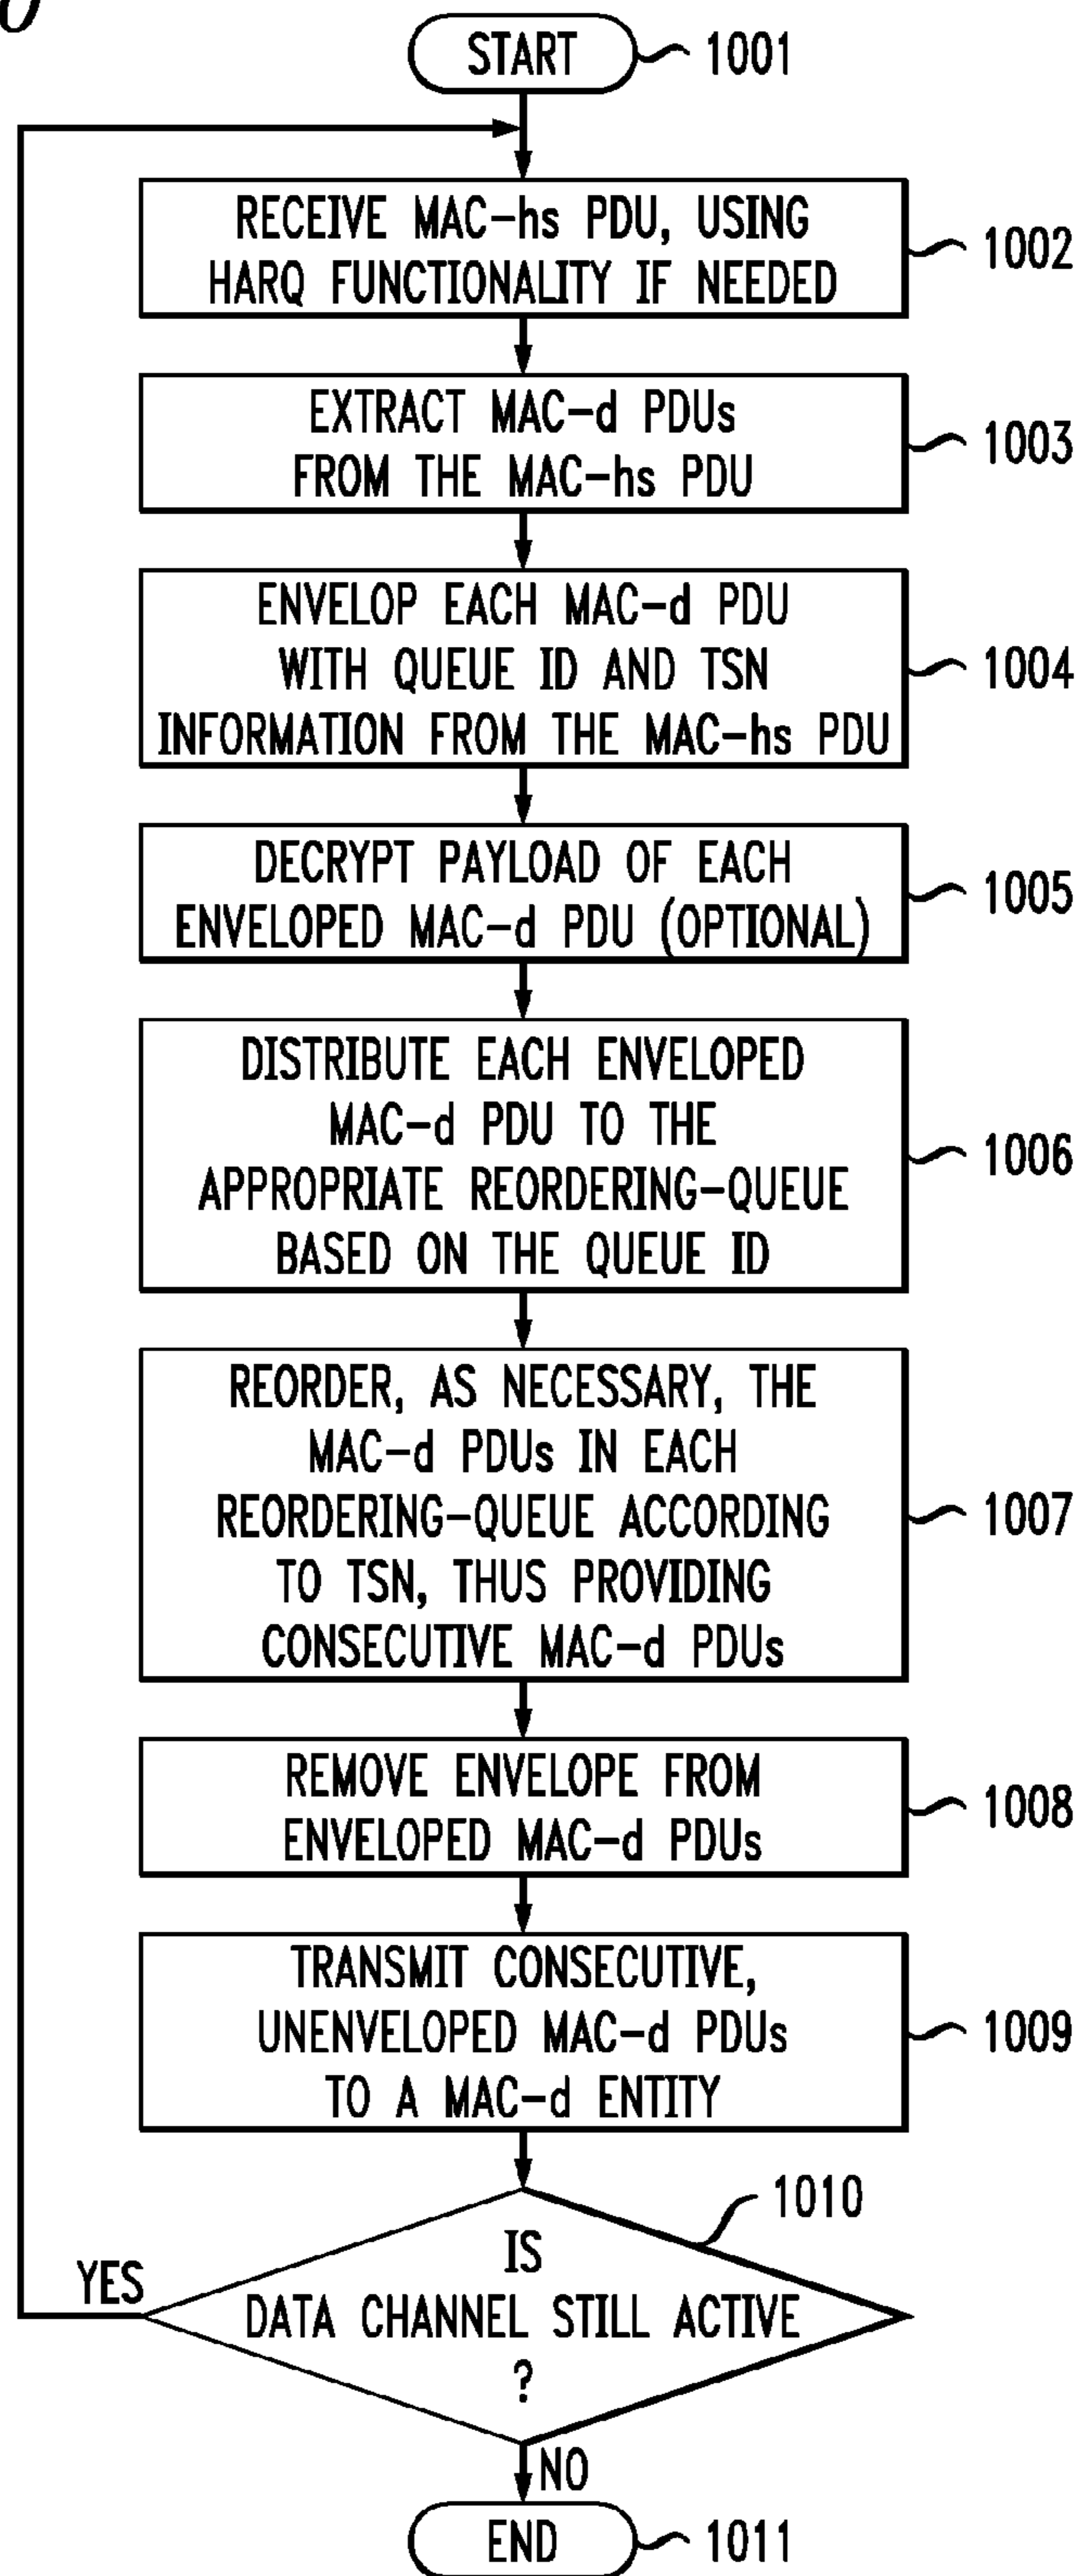 START
1001
RECEIVE MAC-hs PDU, USING
HARQ FUNCTIONALITY IF NEEDED
1002
EXTRACT MAC-d PDUs
FROM THE MAC-hs PDU
1003
ENVELOP EACH MAC-d PDU
WITH QUEUE ID AND TSN
INFORMATION FROM THE MAC-hs PDU
1004
DECRYPT PAYLOAD OF EACH
ENVELOPED MAC-d PDU (OPTIONAL)
1005
DISTRIBUTE EACH ENVELOPED
MAC-d PDU TO THE
APPROPRIATE REORDERING-QUEUE
BASED ON THE QUEUE ID
1006
REORDER, AS NECESSARY, THE
MAC-d PDUs IN EACH
REORDERING-QUEUE ACCORDING
TO TSN, THUS PROVIDING
CONSECUTIVE MAC-d PDUs
1007
REMOVE ENVELOPE FROM
ENVELOPED MAC-d PDUs
1008
TRANSMIT CONSECUTIVE,
UNENVELOPED MAC-d PDUs
TO A MAC-d ENTITY
1009
1010
IS
DATA CHANNEL STILL ACTIVE
?
YES
NO
END
1011